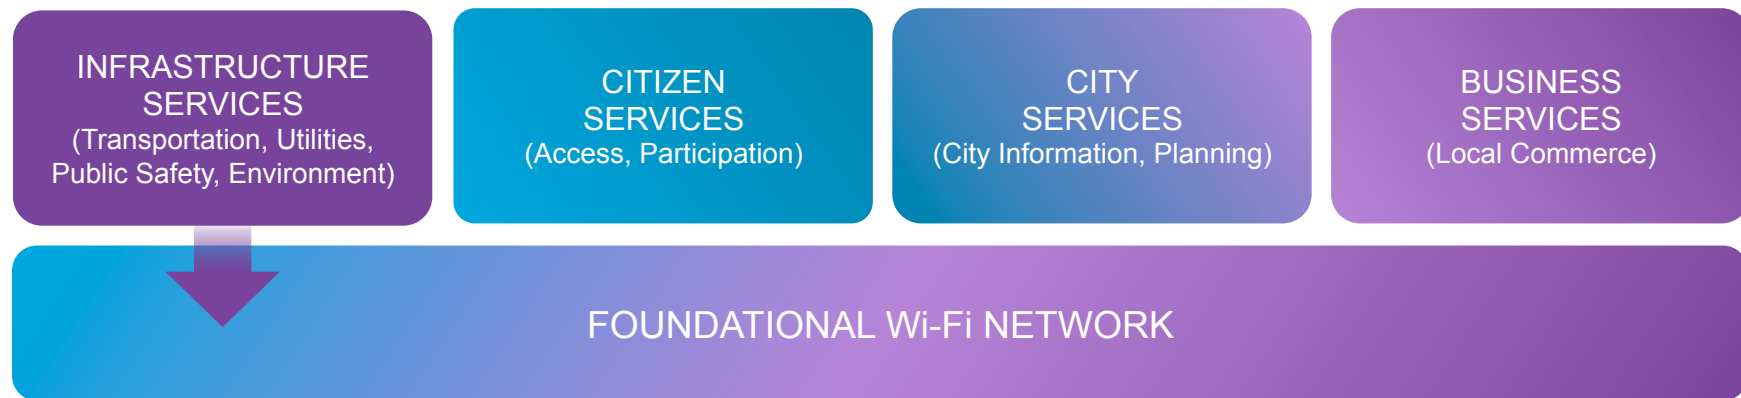 INFRASTRUCTURE
SERVICES
(Transportation, Utilities,
Public Safety, Environment)
CITIZEN
SERVICES
(Access, Participation)
CITY
SERVICES
(City Information, Planning)
BUSINESS
SERVICES
(Local Commerce)
FOUNDATIONAL Wi-Fi NETWORK